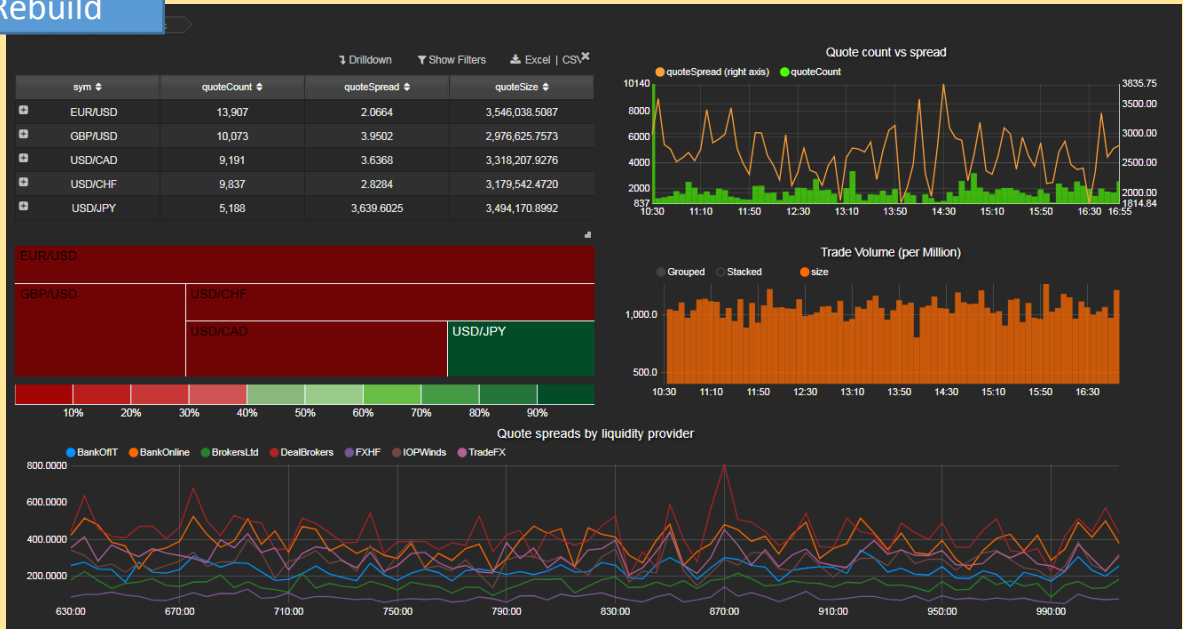 Rebuild
Drilldown Show Filters Excel | CSV
sym quoteCount quoteSpread quoteSize
EUR/USD 13,907 2.0664 3,546,038.5087
GBP/USD 10,073 3.9502 2,976,625.7573
USD/CAD 9,191 3.6368 3,318,207.9276
USD/CHF 9,837 2.8284 3,179,542.4720
USD/JPY 5,188 3,639.6025 3,494,170.8992
EUR/USD
GBP/USD USD/CHF
USD/CAD USD/JPY
10% 20% 30% 40% 50% 60% 70% 80% 90%
Quote count vs spread
quoteSpread (right axis) quoteCount
10140 3835.75
8000 3500.00
6000 3000.00
4000 2500.00
2000 2000.00
837 1814.84
10:30 11:10 11:50 12:30 13:10 13:50 14:30 15:10 15:50 16:30 16:55
Trade Volume (per Million)
Grouped Stacked size
1,000.0
500.0
10:30 11:10 11:50 12:30 13:10 13:50 14:30 15:10 15:50 16:30
Quote spreads by liquidity provider
BankOfIT BankOnline BrokersLtd DealBrokers FXHF IOPWinds TradeFX
800.0000
600.0000
400.0000
200.0000
630:00 670:00 710:00 750:00 790:00 830:00 870:00 910:00 950:00 990:00